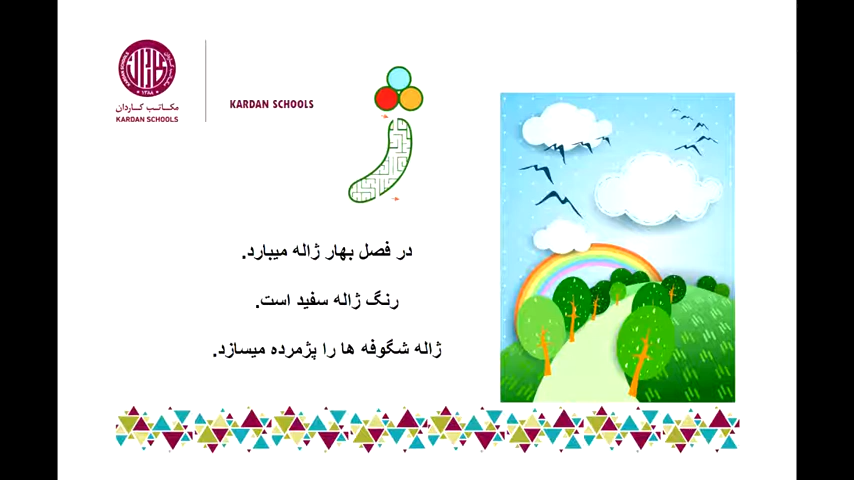 مکاتب کاردان
KARDAN SCHOOLS
KARDAN SCHOOLS
ژ
در فصل بهار ژاله میبارد.
رنگ ژاله سفید است.
ژاله شگوفه ها را پژمرده میسازد.